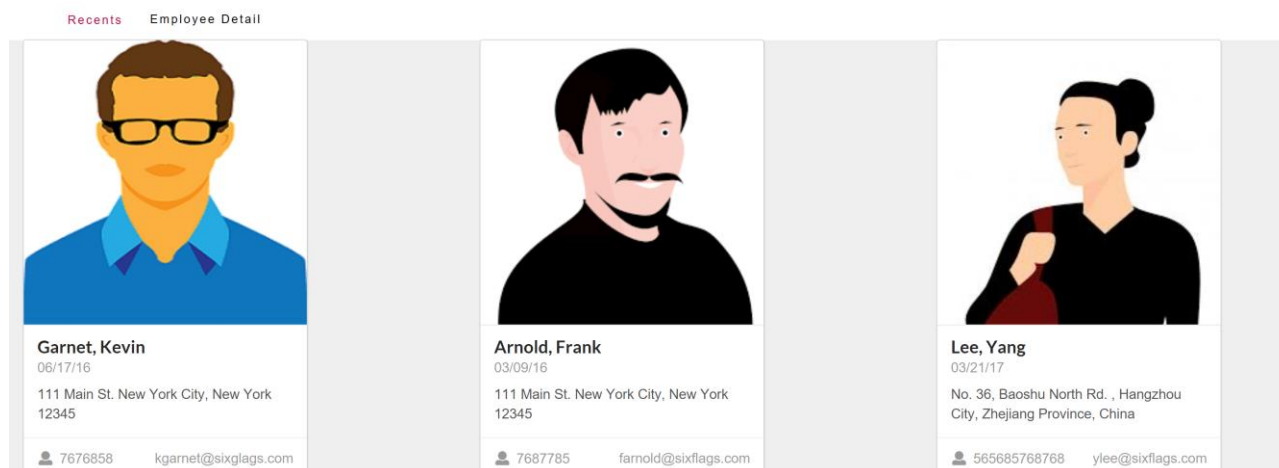 Recents Employee Detail
Garnet, Kevin
06/17/16
111 Main St. New York City, New York
12345
7676858 kgarnet@sixglags.com
Arnold, Frank
03/09/16
111 Main St. New York City, New York
12345
7687785 farnold@sixflags.com
Lee, Yang
03/21/17
No. 36, Baoshu North Rd. , Hangzhou
City, Zhejiang Province, China
565685768768 ylee@sixflags.com